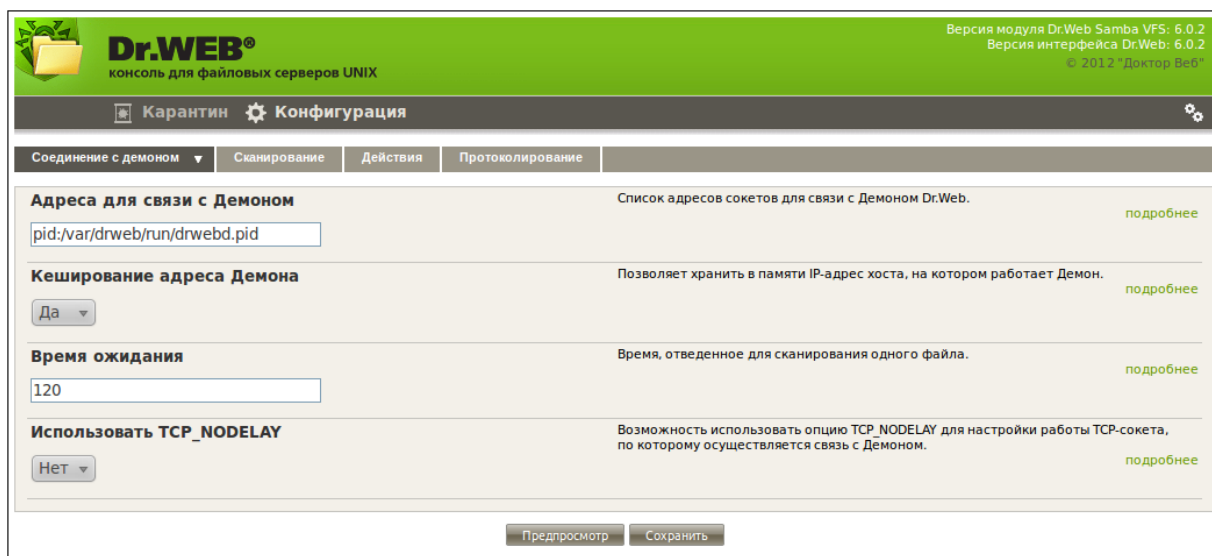 Dr.WEB®
консоль для файловых серверов UNIX
Версия модуля Dr.Web Samba VFS: 6.0.2
Версия интерфейса Dr.Web: 6.0.2
© 2012 "Доктор Веб"
Карантин Конфигурация
Соединение с демоном Сканирование Действия Протоколирование
Адреса для связи с Демоном
Список адресов сокетов для связи с Демоном Dr.Web.
подробнее
pid:/var/drweb/run/drwebd.pid
Кеширование адреса Демона
Позволяет хранить в памяти IP-адрес хоста, на котором работает Демон.
подробнее
Да
Время ожидания
Время, отведенное для сканирования одного файла.
подробнее
120
Использовать TCP_NODELAY
Возможность использовать опцию TCP_NODELAY для настройки работы TCP-сокета,
по которому осуществляется связь с Демоном.
подробнее
Нет
Предпросмотр Сохранить